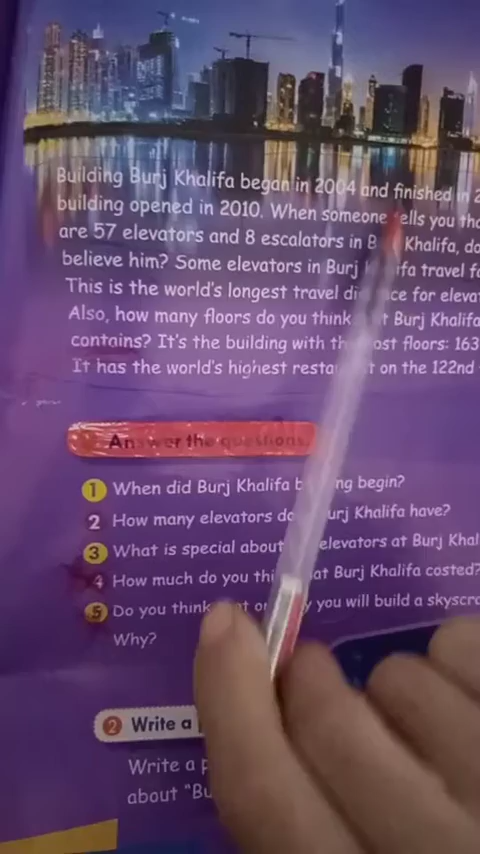 Building Burj Khalifa began in 2004 and finished in 2
building opened in 2010. When someone tells you tha
are 57 elevators and 8 escalators in B Khalifa, do
believe him? Some elevators in Burj fa travel f
This is the world's longest travel di ce for eleva
Also, how many floors do you think t Burj Khalifa
contains? It's the building with th ost floors: 163
It has the world's highest resta t on the 122nd
Answer the questions.
1 When did Burj Khalifa b ng begin?
2 How many elevators do urj Khalifa have?
3 What is special about elevators at Burj Khal
4 How much do you thi at Burj Khalifa costed?
5 Do you think t on y you will build a skyscr
Why?
2 Write a
Write a p
about "Bu